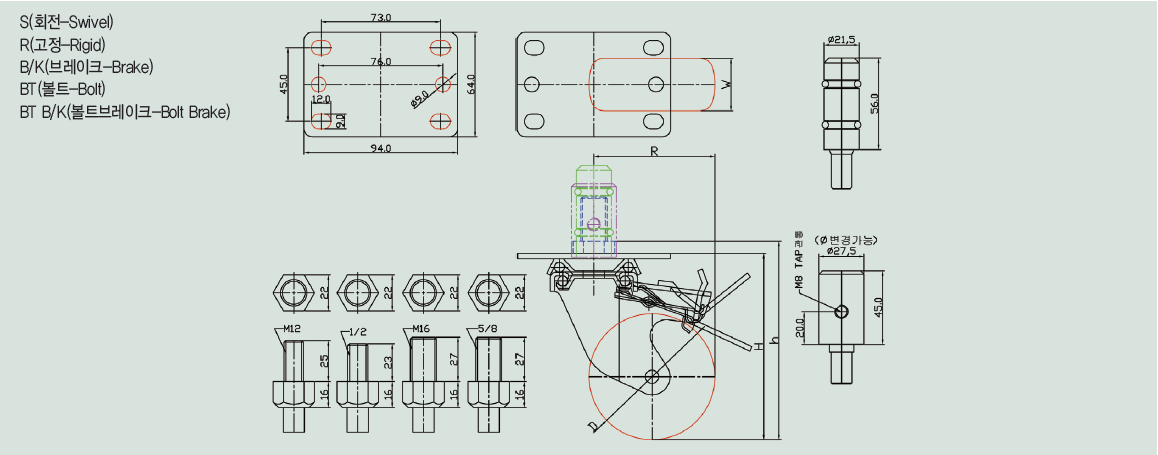 S(회전-Swivel)
R(고정-Rigid)
B/K(브레이크-Brake)
BT(볼트-Bolt)
BT B/K(볼트브레이크-Bolt Brake)
73.0
76.0
45.0
12.0
9.0
ø9.0
64.0
94.0
W
R
ø21,5
56.0
M8 TAP관통
(Ø변경가능)
ø27,5
20.0
45.0
22
22
22
22
M12
25
16
1/2
23
16
M16
27
16
5/8
27
16
D
H
h